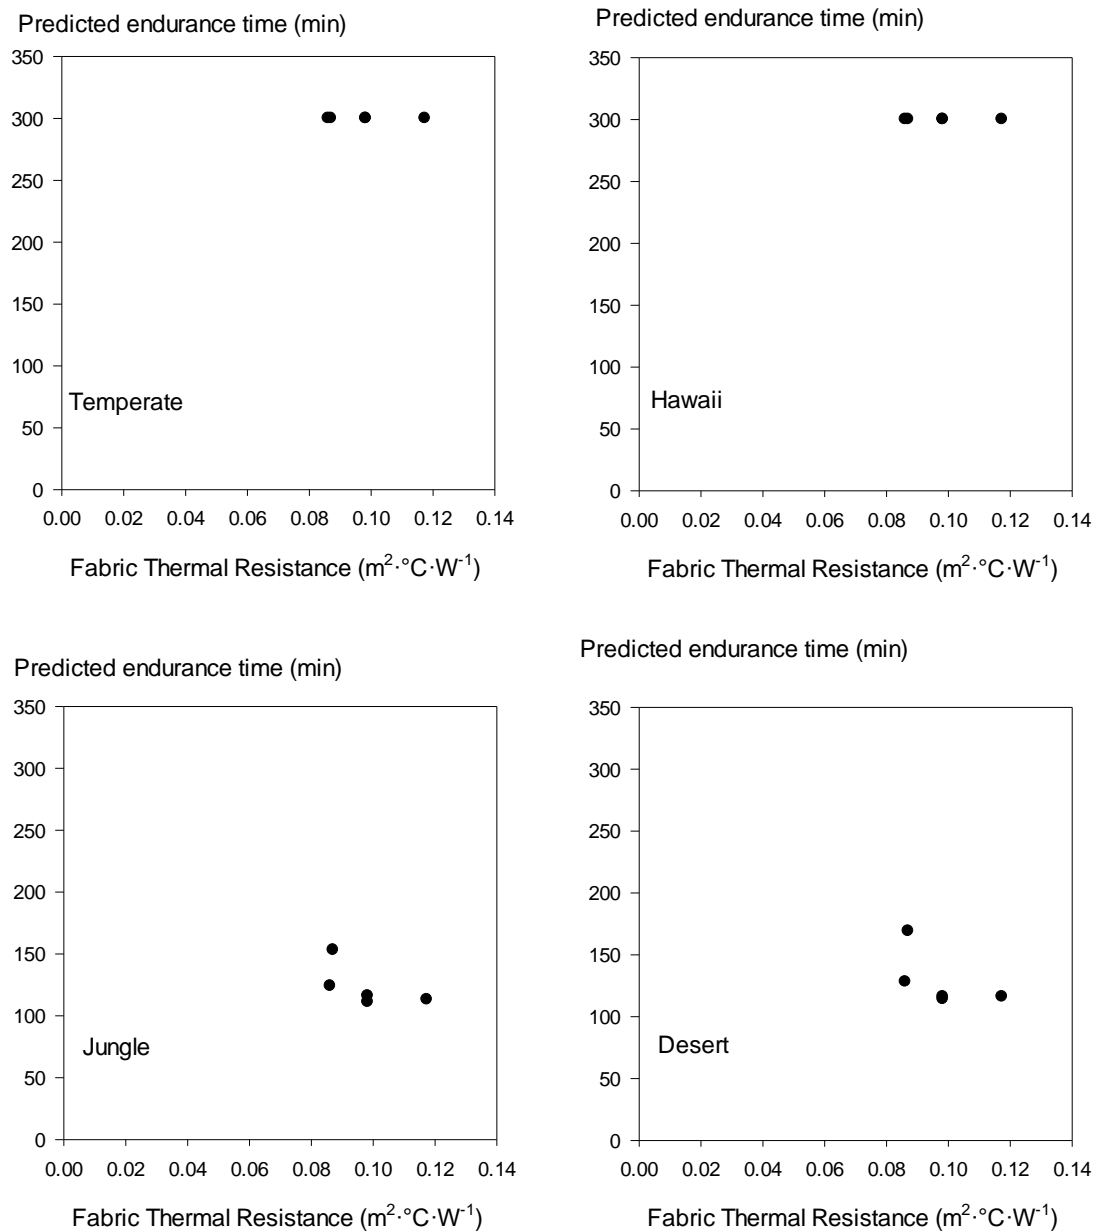 Predicted endurance time (min)
350
300
250
200
150
100
50
0
Temperate
0.00 0.02 0.04 0.06 0.08 0.10 0.12 0.14
Fabric Thermal Resistance (m²·°C·W⁻¹)
Predicted endurance time (min)
350
300
250
200
150
100
50
0
Hawaii
0.00 0.02 0.04 0.06 0.08 0.10 0.12 0.14
Fabric Thermal Resistance (m²·°C·W⁻¹)
Predicted endurance time (min)
350
300
250
200
150
100
50
0
Jungle
0.00 0.02 0.04 0.06 0.08 0.10 0.12 0.14
Fabric Thermal Resistance (m²·°C·W⁻¹)
Predicted endurance time (min)
350
300
250
200
150
100
50
0
Desert
0.00 0.02 0.04 0.06 0.08 0.10 0.12 0.14
Fabric Thermal Resistance (m²·°C·W⁻¹)